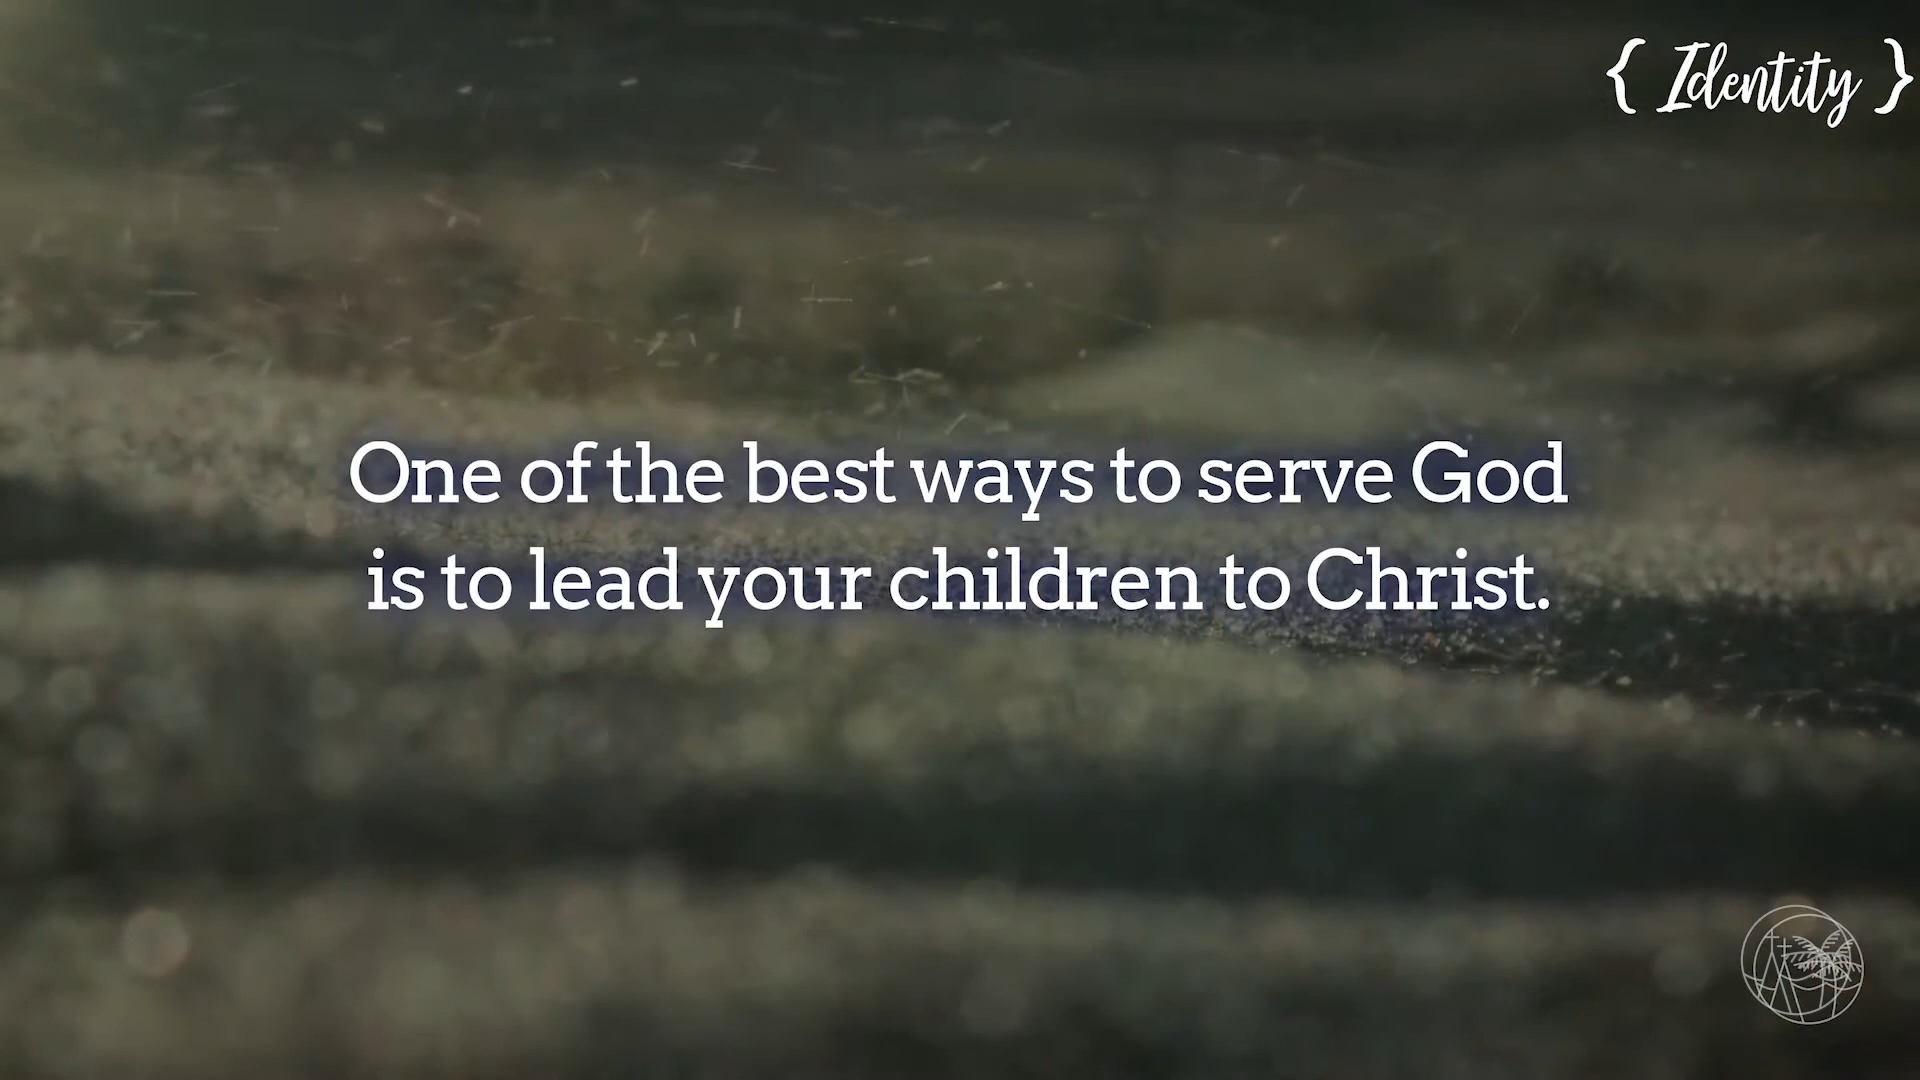 { Identity }
One of the best ways to serve God
is to lead your children to Christ.